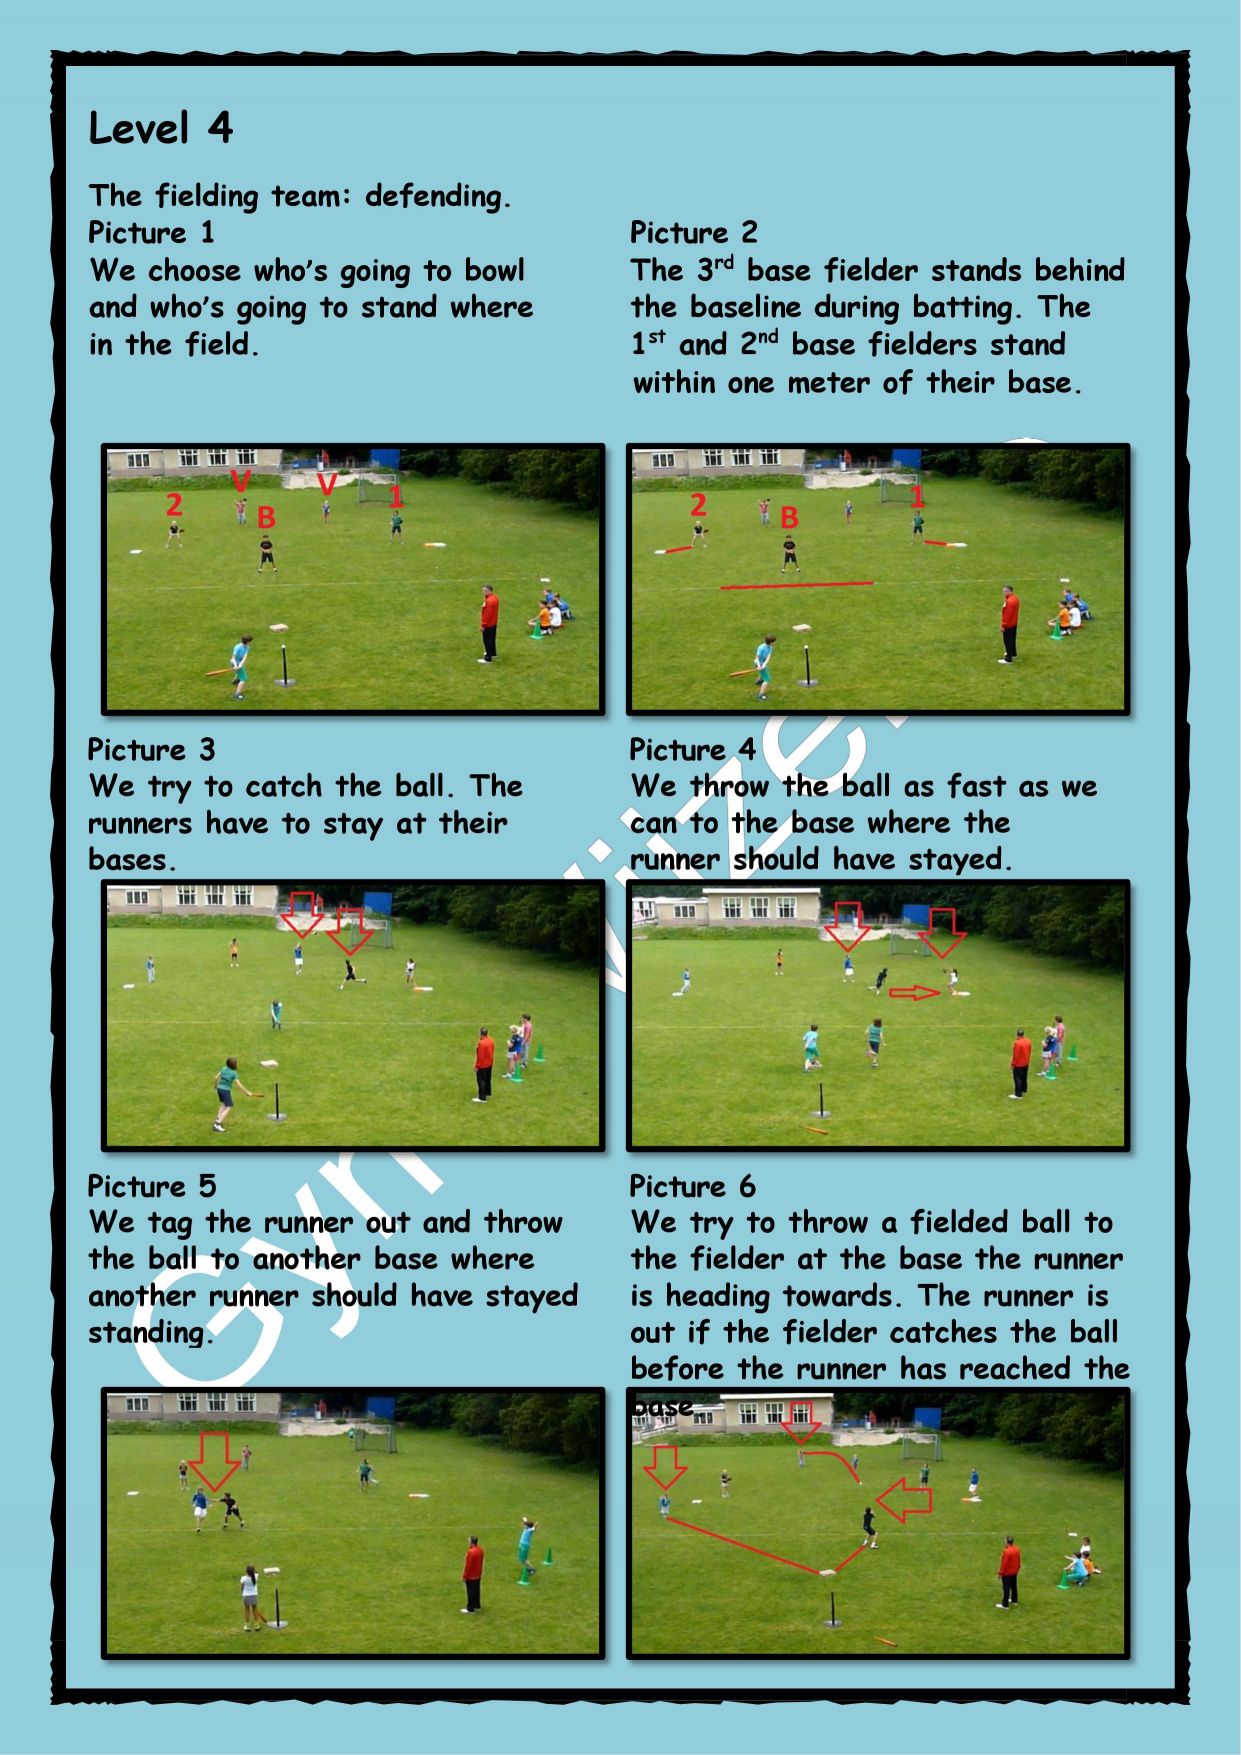 Level 4
The fielding team: defending.
Picture 1
We choose who's going to bowl
and who's going to stand where
in the field.
Picture 2
The 3rd base fielder stands behind
the baseline during batting. The
1st and 2nd base fielders stand
within one meter of their base.
2 V B V 1
2 B 1
Picture 3
We try to catch the ball. The
runners have to stay at their
bases.
Picture 4
We throw the ball as fast as we
can to the base where the
runner should have stayed.
Picture 5
We tag the runner out and throw
the ball to another base where
another runner should have stayed
standing.
Picture 6
We try to throw a fielded ball to
the fielder at the base the runner
is heading towards. The runner is
out if the fielder catches the ball
before the runner has reached the
base.